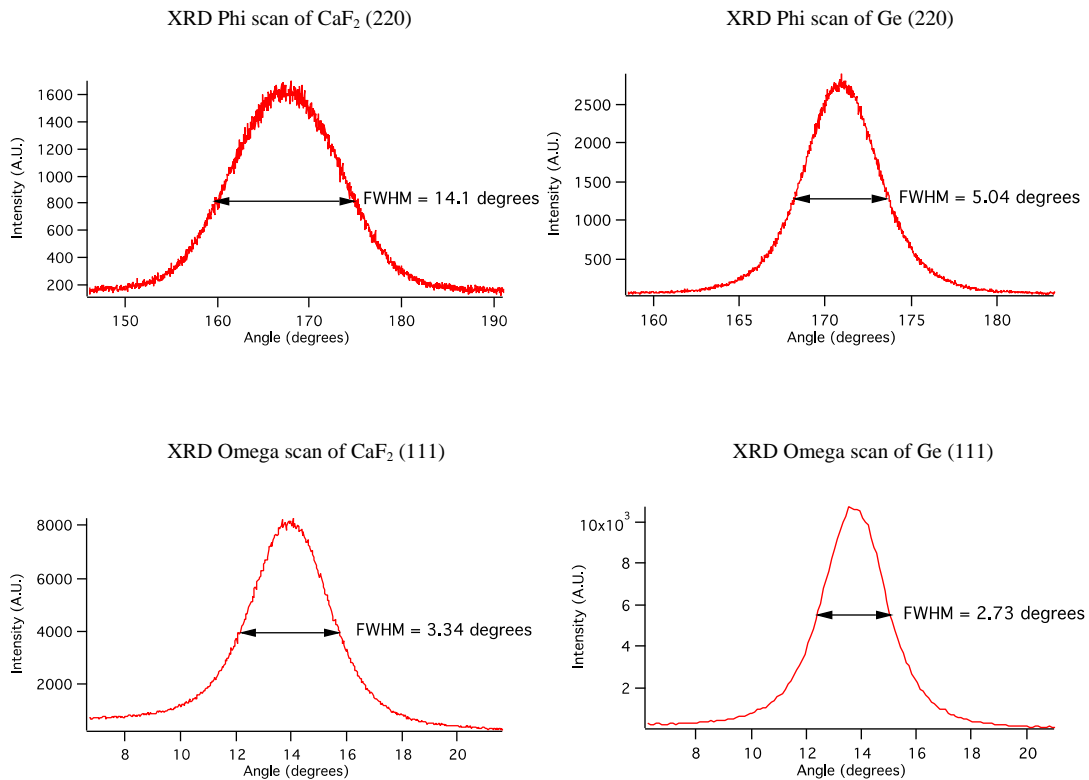 XRD Phi scan of CaF₂ (220)
1600
1400
1200
1000
800
600
400
200
Intensity (A.U.)
FWHM = 14.1 degrees
150 160 170 180 190
Angle (degrees)
XRD Phi scan of Ge (220)
2500
2000
1500
1000
500
Intensity (A.U.)
FWHM = 5.04 degrees
160 165 170 175 180
Angle (degrees)
XRD Omega scan of CaF₂ (111)
8000
6000
4000
2000
Intensity (A.U.)
FWHM = 3.34 degrees
8 10 12 14 16 18 20
Angle (degrees)
XRD Omega scan of Ge (111)
10x10³
8
6
4
2
Intensity (A.U.)
FWHM = 2.73 degrees
8 10 12 14 16 18 20
Angle (degrees)